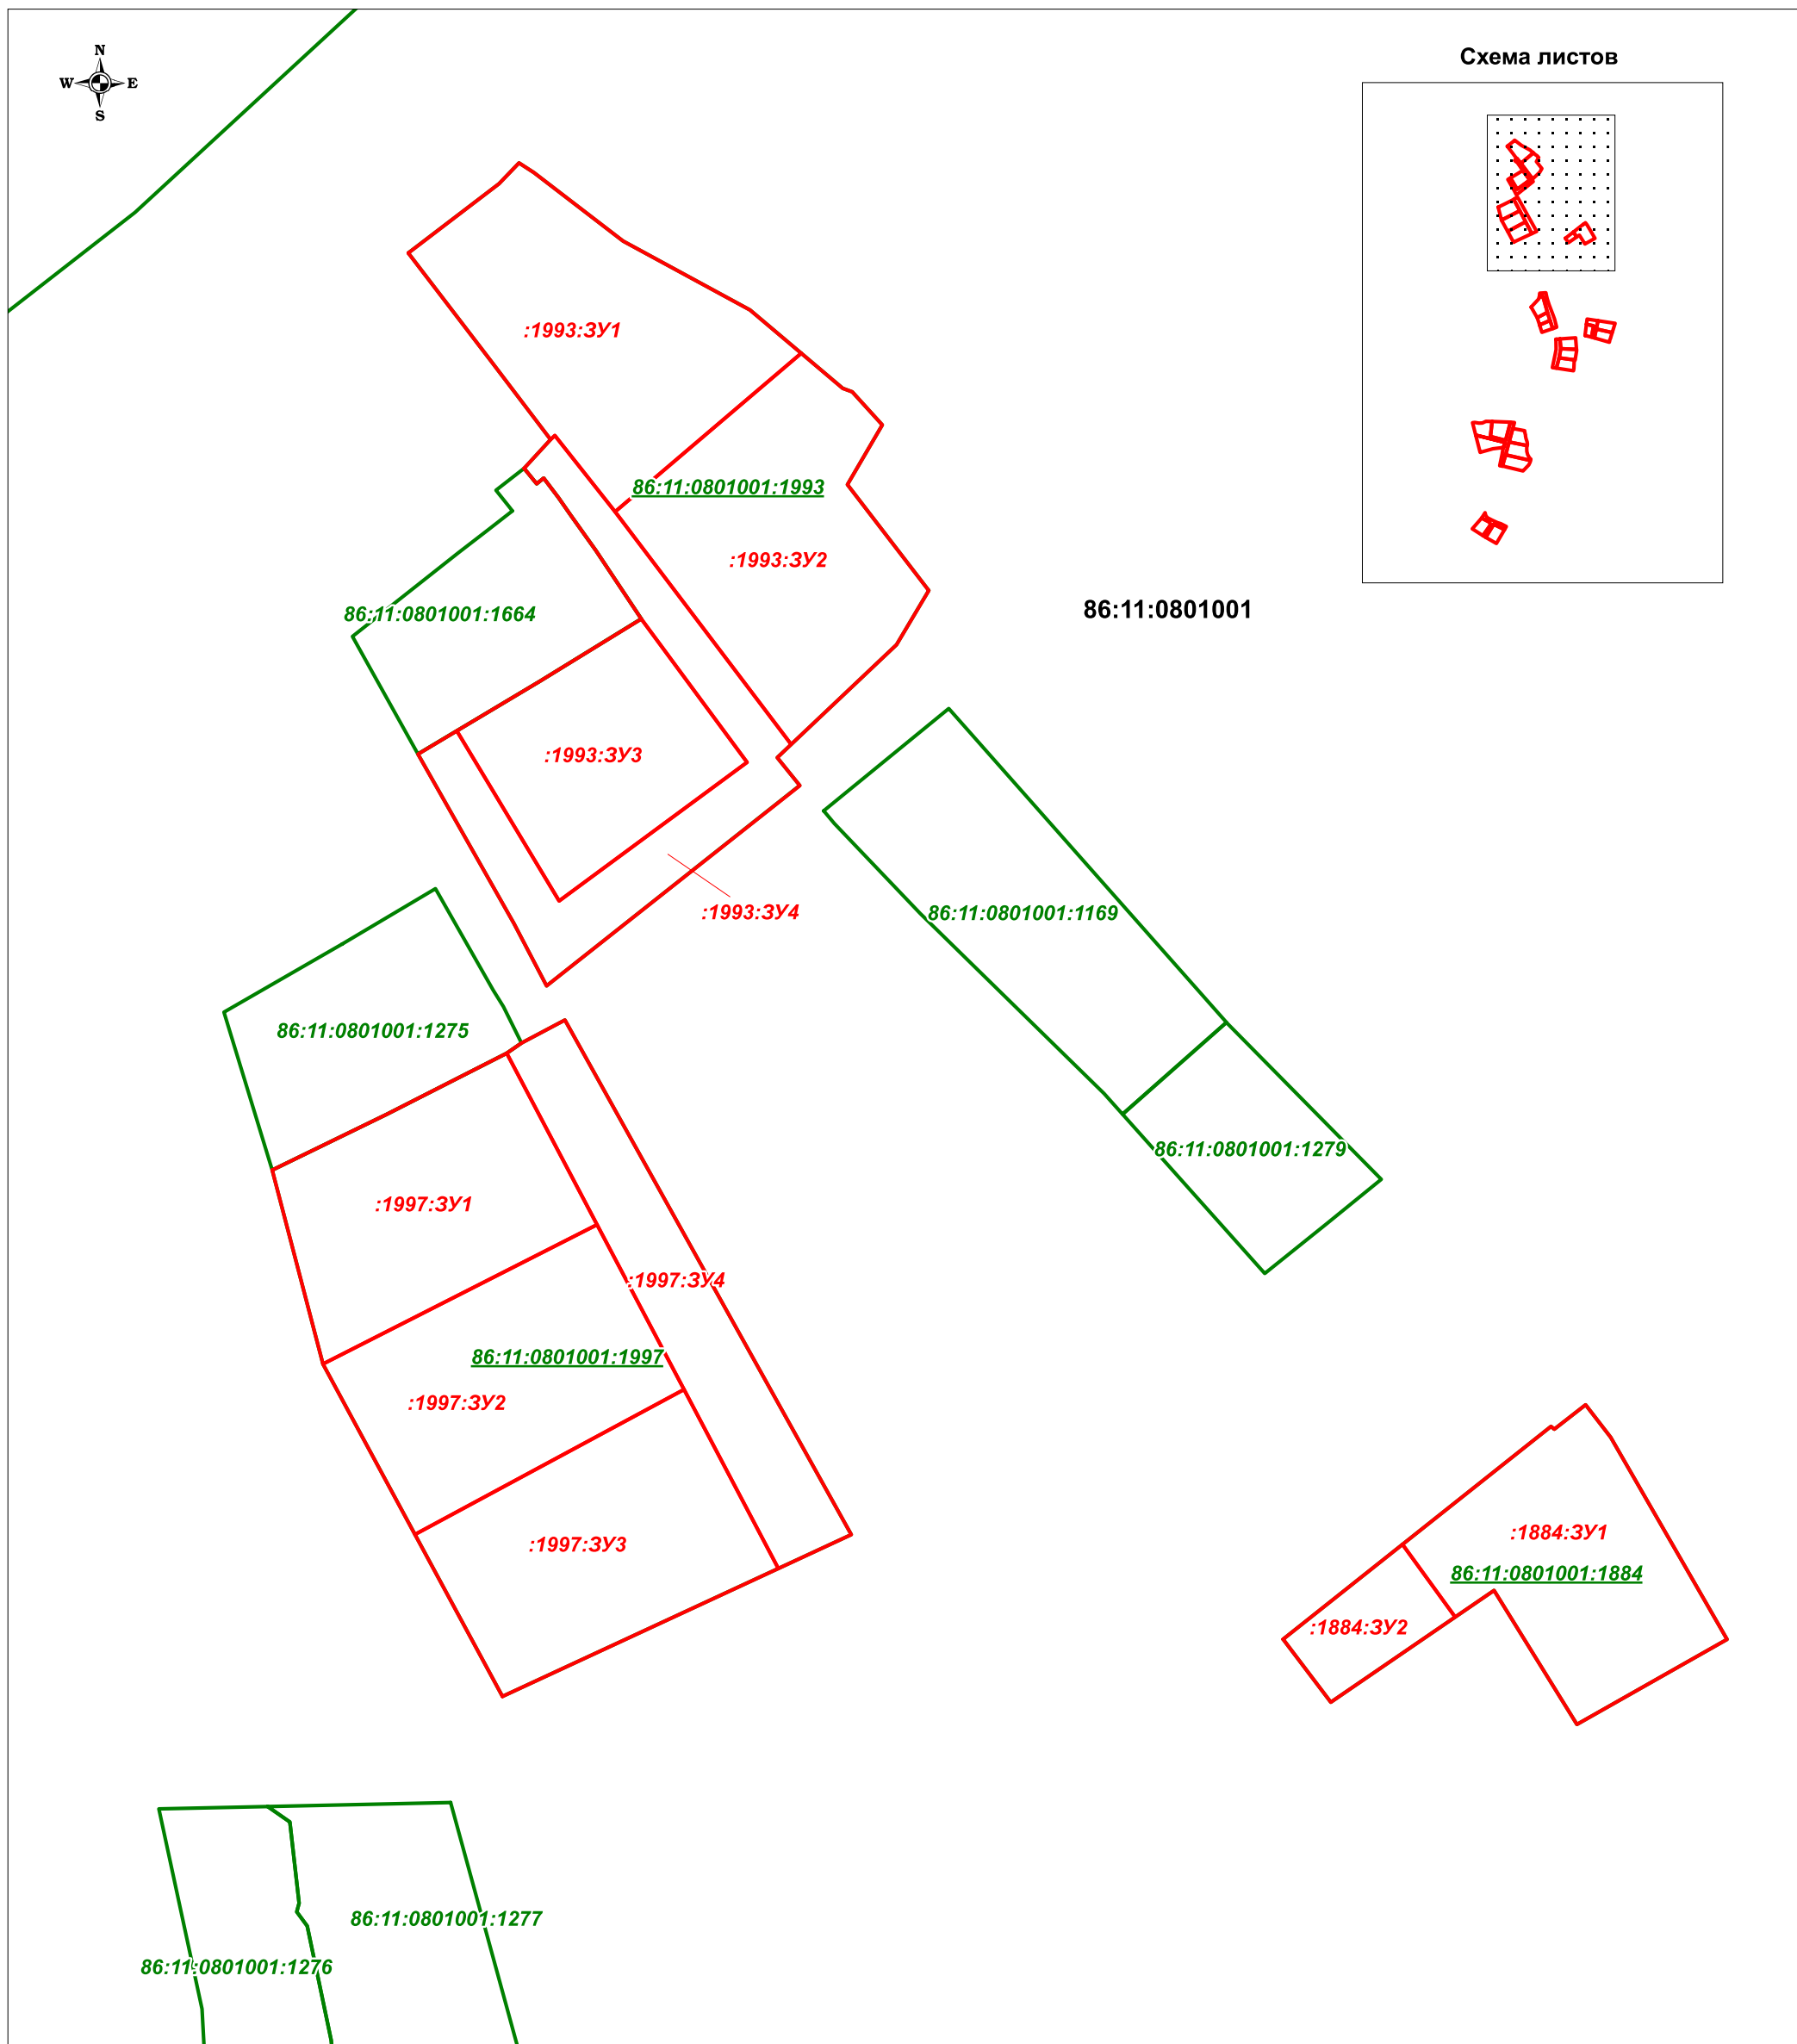 N
W E
S
Схема листов
:1993:ЗУ1
86:11:0801001:1993
:1993:ЗУ2
86:11:0801001:1664
86:11:0801001
:1993:ЗУ3
:1993:ЗУ4
86:11:0801001:1169
86:11:0801001:1275
86:11:0801001:1279
:1997:ЗУ1
:1997:ЗУ4
86:11:0801001:1997
:1997:ЗУ2
:1997:ЗУ3
:1884:ЗУ1
86:11:0801001:1884
:1884:ЗУ2
86:11:0801001:1277
86:11:0801001:1276